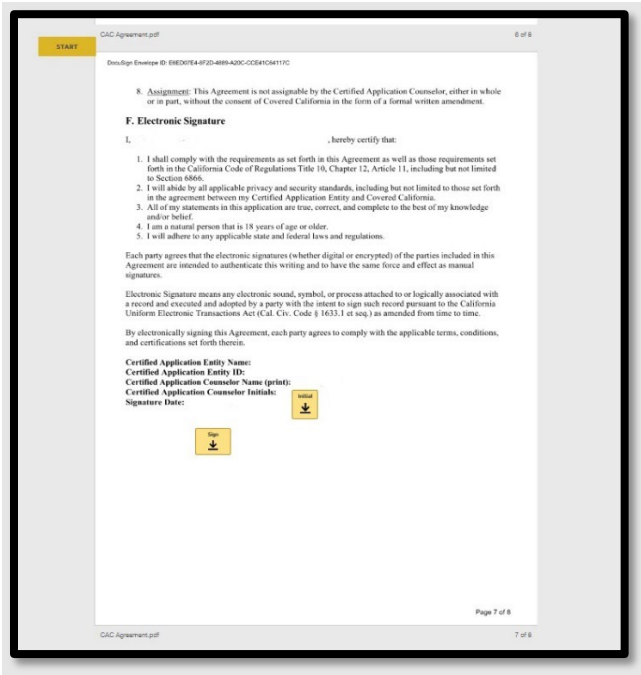 CAC Agreement.pdf 6 of 8
START
DocuSign Envelope ID: E6ED07E4-8F2D-4889-A20C-CCE41C64117C
8. Assignment: This Agreement is not assignable by the Certified Application Counselor, either in whole
or in part, without the consent of Covered California in the form of a formal written amendment.
F. Electronic Signature
I, , hereby certify that:
1. I shall comply with the requirements as set forth in this Agreement as well as those requirements set
forth in the California Code of Regulations Title 10, Chapter 12, Article 11, including but not limited
to Section 6866.
2. I will abide by all applicable privacy and security standards, including but not limited to those set forth
in the agreement between my Certified Application Entity and Covered California.
3. All of my statements in this application are true, correct, and complete to the best of my knowledge
and/or belief.
4. I am a natural person that is 18 years of age or older.
5. I will adhere to any applicable state and federal laws and regulations.
Each party agrees that the electronic signatures (whether digital or encrypted) of the parties included in this
Agreement are intended to authenticate this writing and to have the same force and effect as manual
signatures.
Electronic Signature means any electronic sound, symbol, or process attached to or logically associated with
a record and executed and adopted by a party with the intent to sign such record pursuant to the California
Uniform Electronic Transactions Act (Cal. Civ. Code § 1633.1 et seq.) as amended from time to time.
By electronically signing this Agreement, each party agrees to comply with the applicable terms, conditions,
and certifications set forth therein.
Certified Application Entity Name:
Certified Application Entity ID:
Certified Application Counselor Name (print):
Certified Application Counselor Initials:
Signature Date:
Initial
Sign
Page 7 of 8
CAC Agreement.pdf 7 of 8